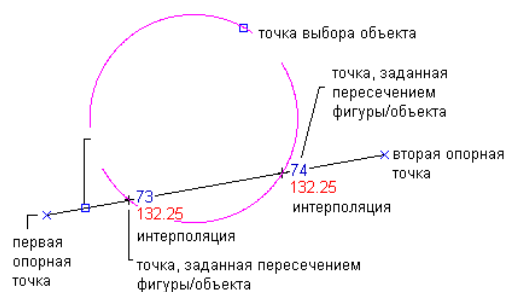 точка выбора объекта
точка, заданная
пересечением
фигуры/объекта
74
132.25
интерполяция
вторая опорная
точка
73
132.25
интерполяция
первая
опорная
точка
точка, заданная пересечением
фигуры/объекта